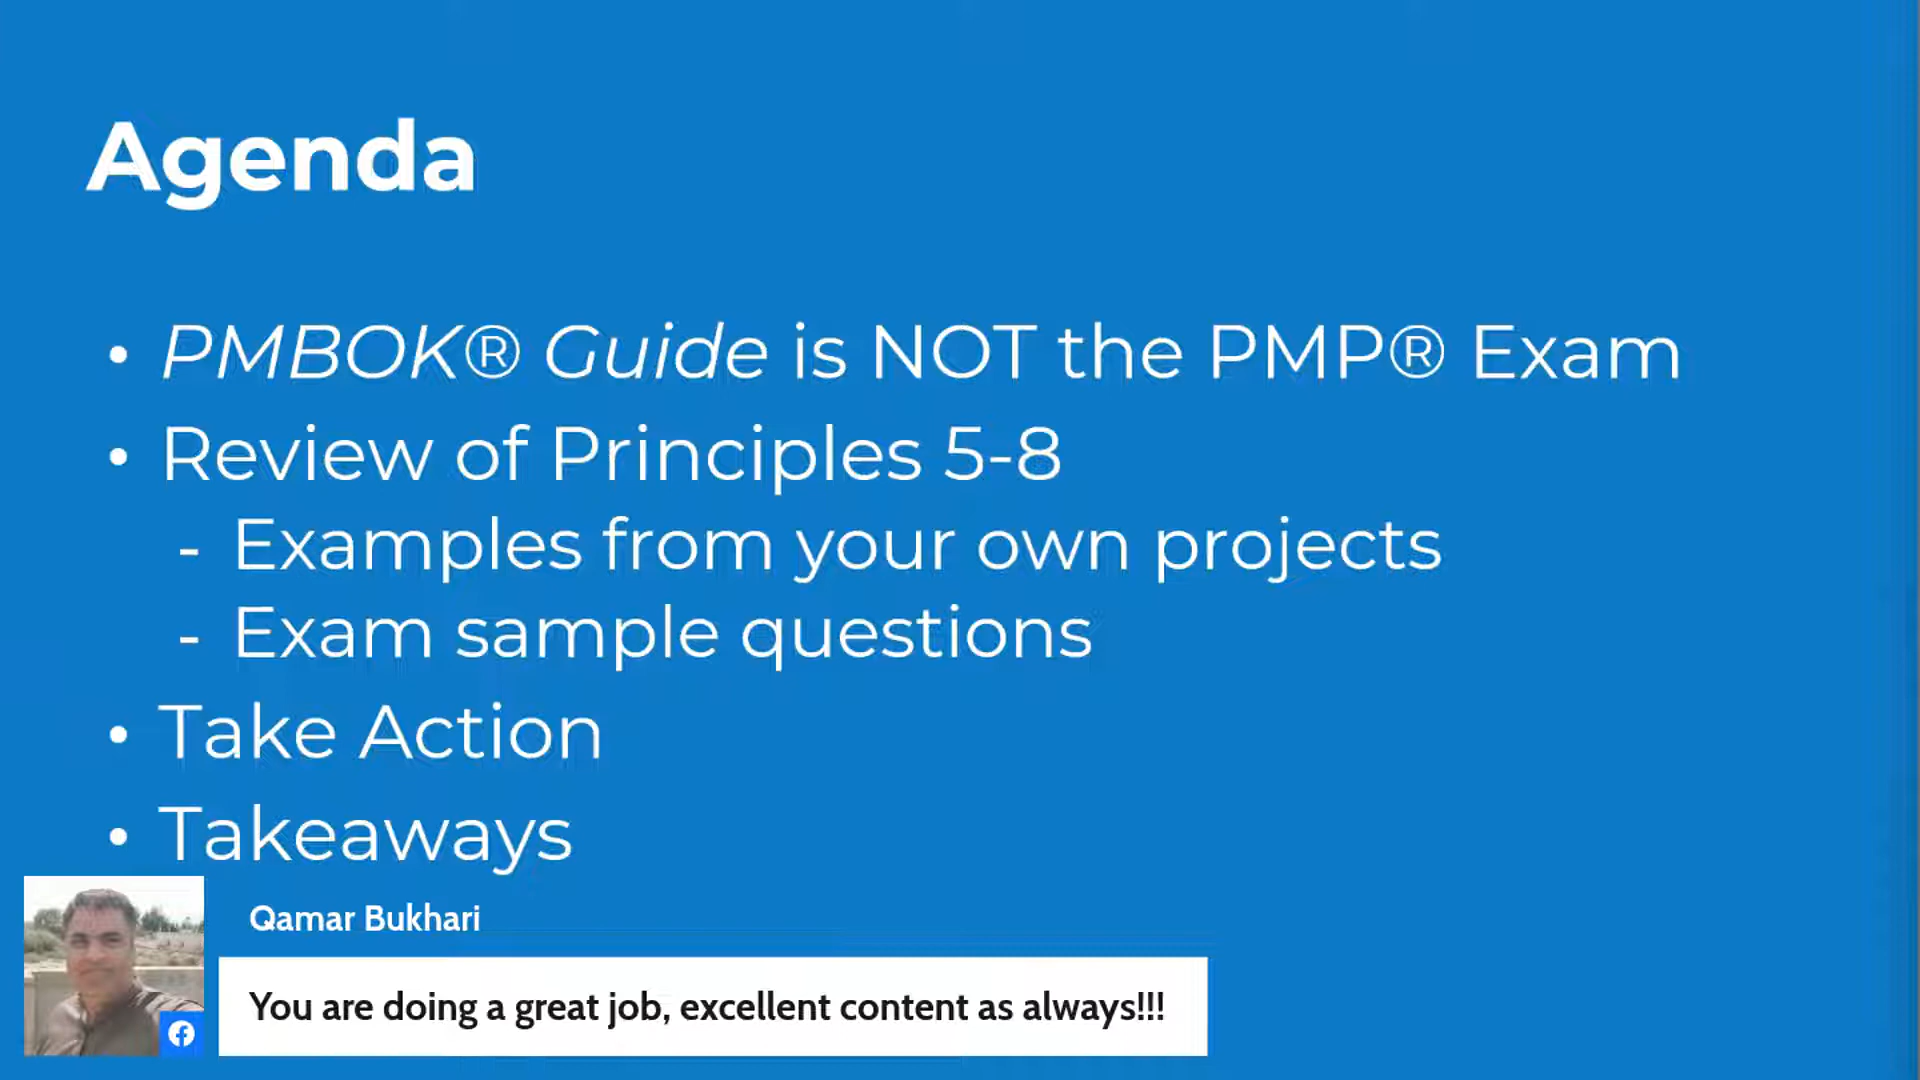 Agenda
• PMBOK® Guide is NOT the PMP® Exam
• Review of Principles 5-8
- Examples from your own projects
- Exam sample questions
• Take Action
• Takeaways
Qamar Bukhari
You are doing a great job, excellent content as always!!!